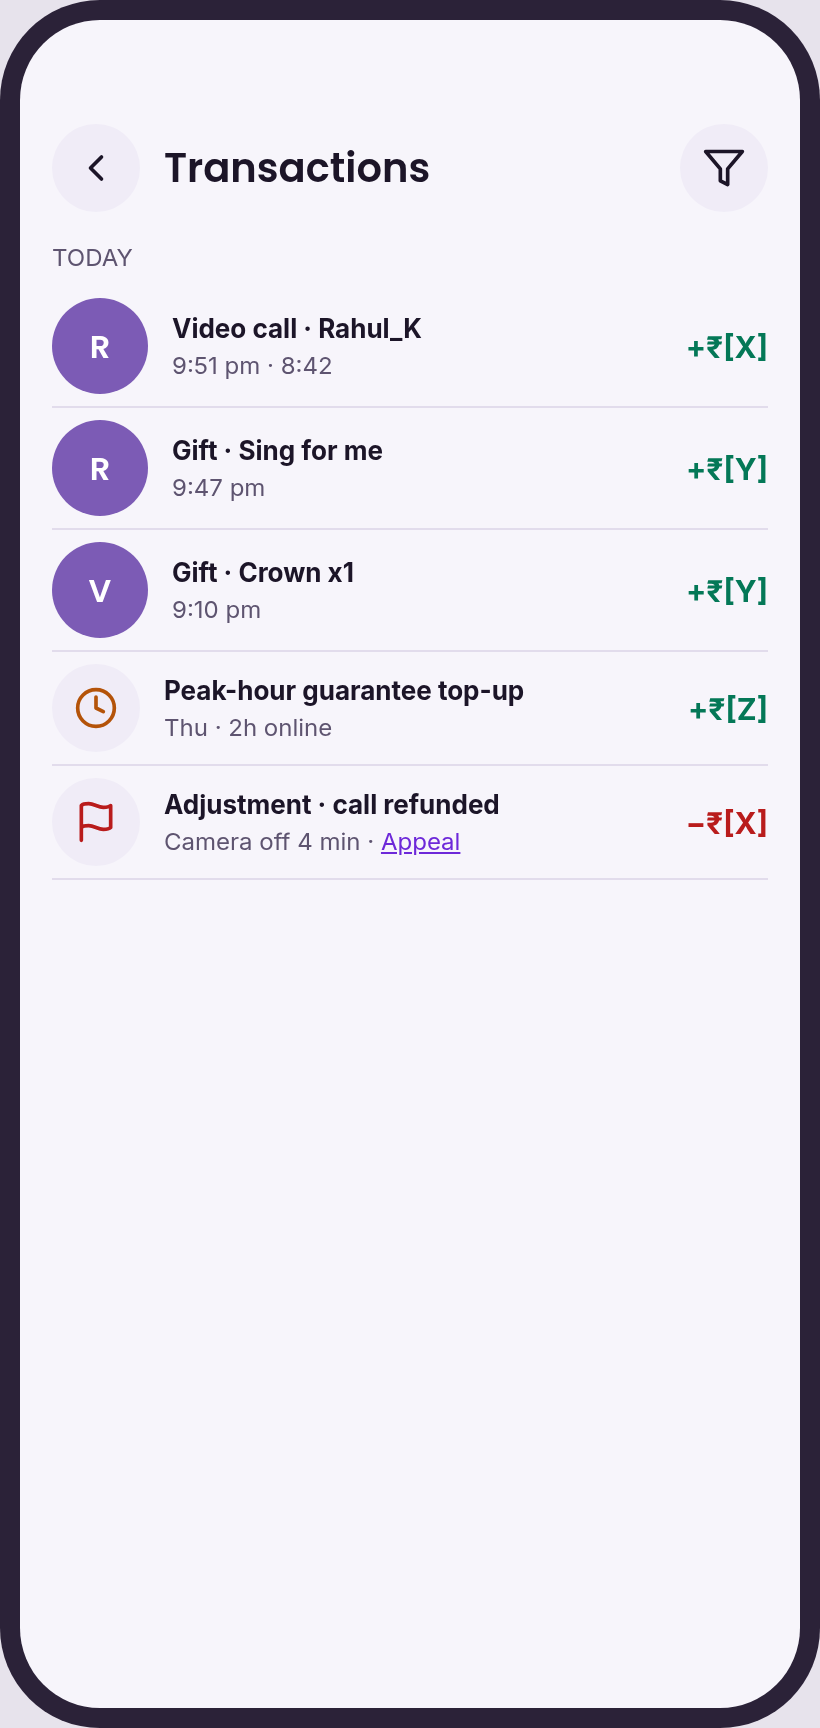 Transactions
TODAY
R
Video call · Rahul_K
9:51 pm · 8:42
+₹[X]
R
Gift · Sing for me
9:47 pm
+₹[Y]
V
Gift · Crown x1
9:10 pm
+₹[Y]
Peak-hour guarantee top-up
Thu · 2h online
+₹[Z]
Adjustment · call refunded
Camera off 4 min · Appeal
−₹[X]